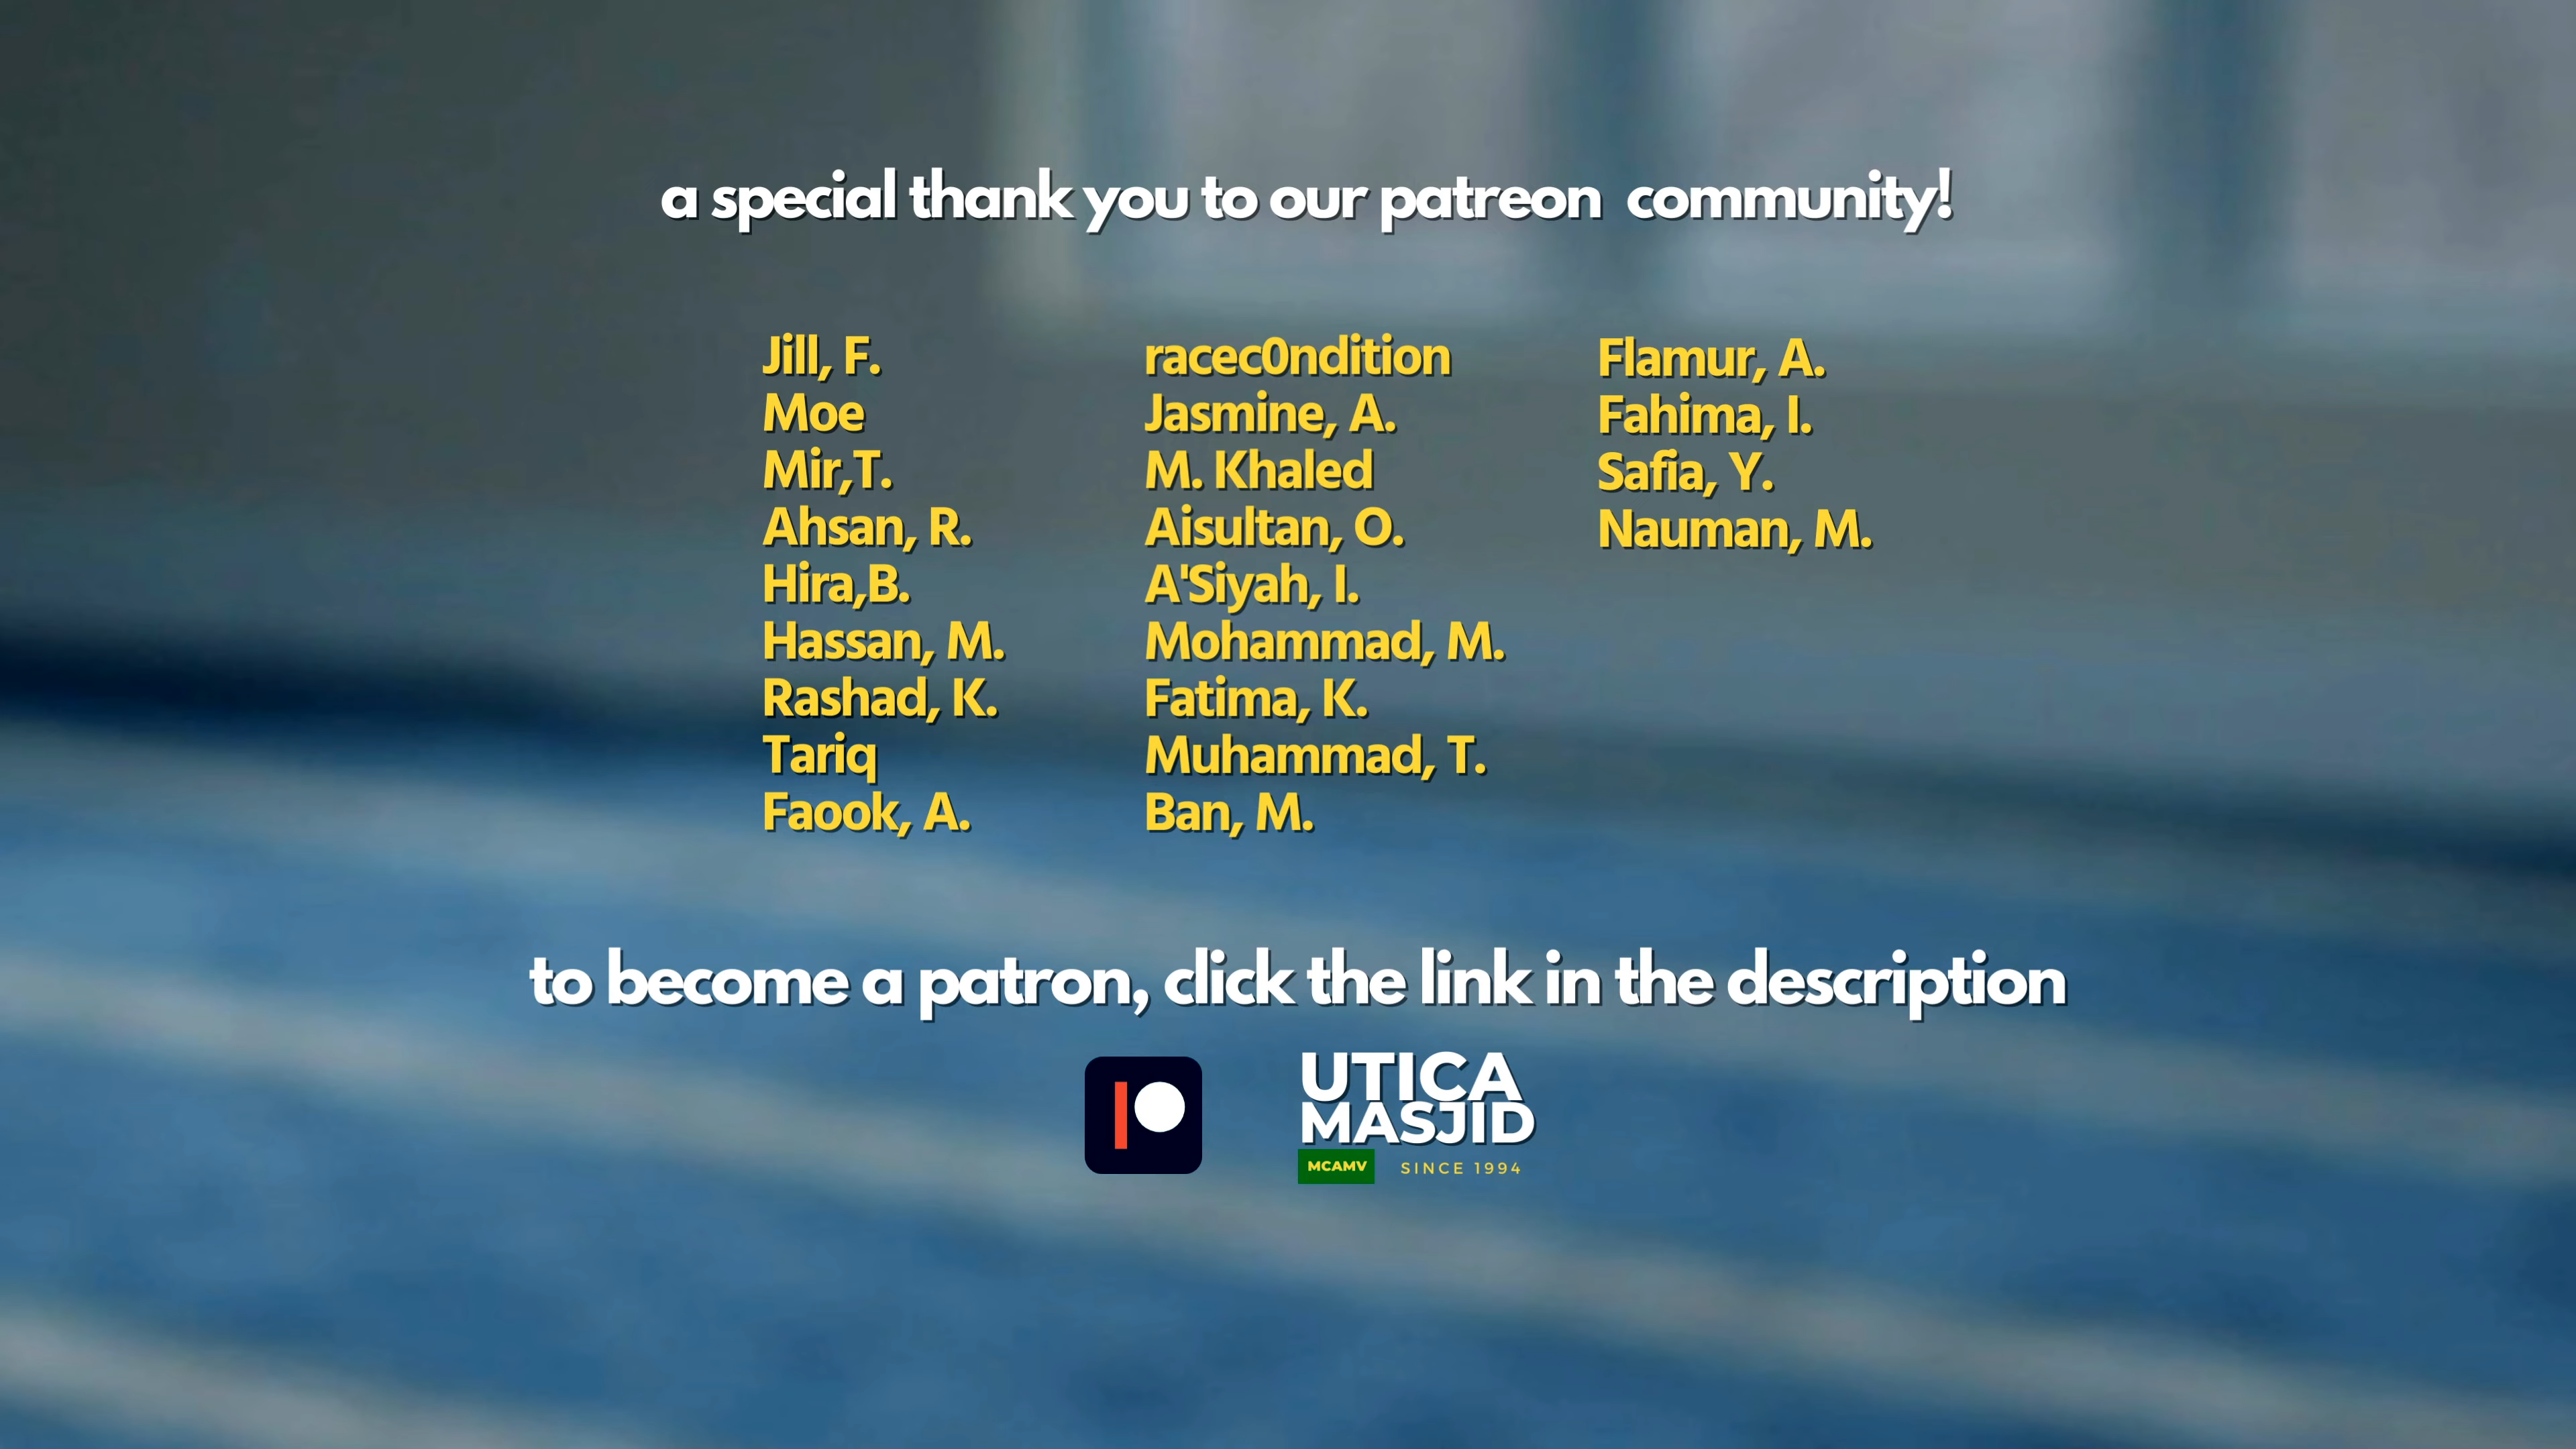 a special thank you to our patreon community!
Jill, F.
Moe
Mir,T.
Ahsan, R.
Hira,B.
Hassan, M.
Rashad, K.
Tariq
Faook, A.
racec0ndition
Jasmine, A.
M. Khaled
Aisultan, O.
A'Siyah, I.
Mohammad, M.
Fatima, K.
Muhammad, T.
Ban, M.
Flamur, A.
Fahima, I.
Safia, Y.
Nauman, M.
to become a patron, click the link in the description
UTICA
MASJID
MCAMV SINCE 1994